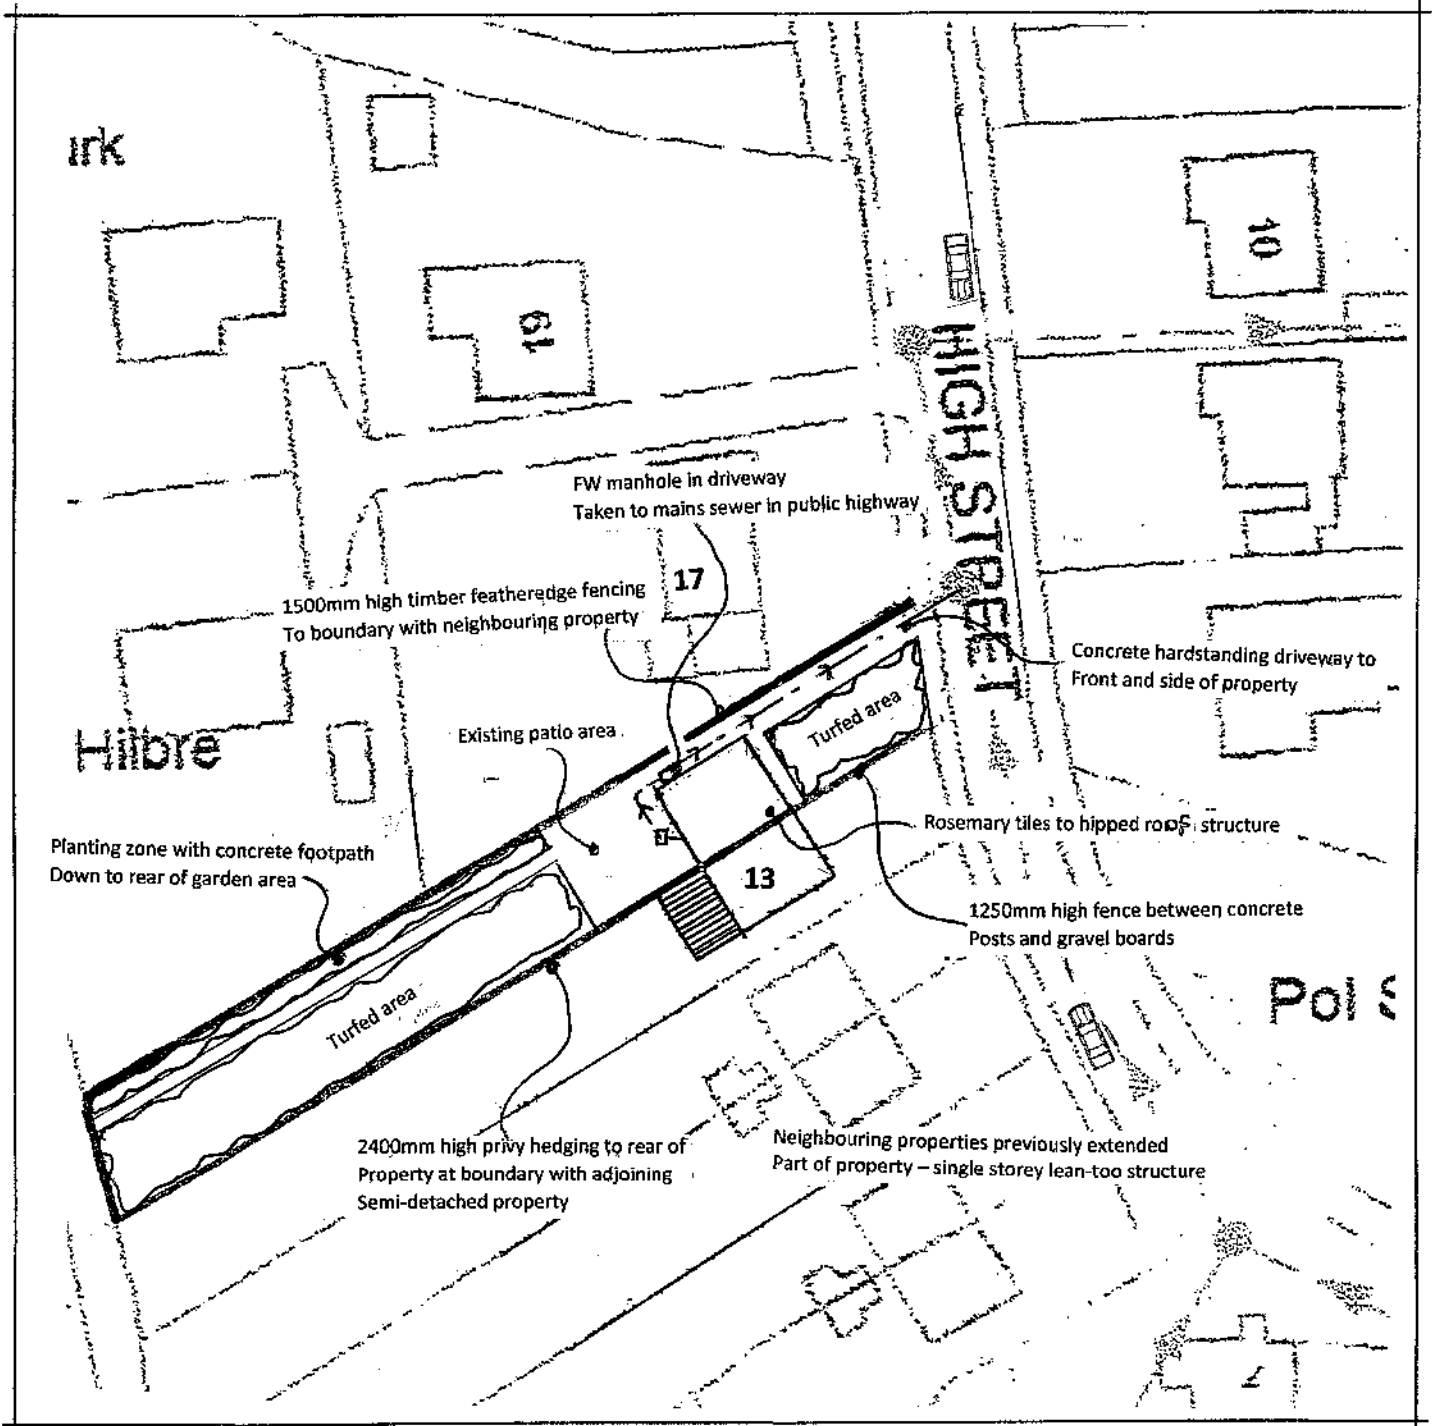 10
19
HIGH STREET
FW manhole in driveway
Taken to mains sewer in public highway
17
1500mm high timber featheredge fencing
To boundary with neighbouring property
Concrete hardstanding driveway to
Front and side of property
Turfed area
Existing patio area
Hilbre
Rosemary tiles to hipped roof structure
Planting zone with concrete footpath
Down to rear of garden area
13
1250mm high fence between concrete
Posts and gravel boards
Turfed area
Pol S
2400mm high privy hedging to rear of
Property at boundary with adjoining
Semi-detached property
Neighbouring properties previously extended
Part of property – single storey lean-too structure